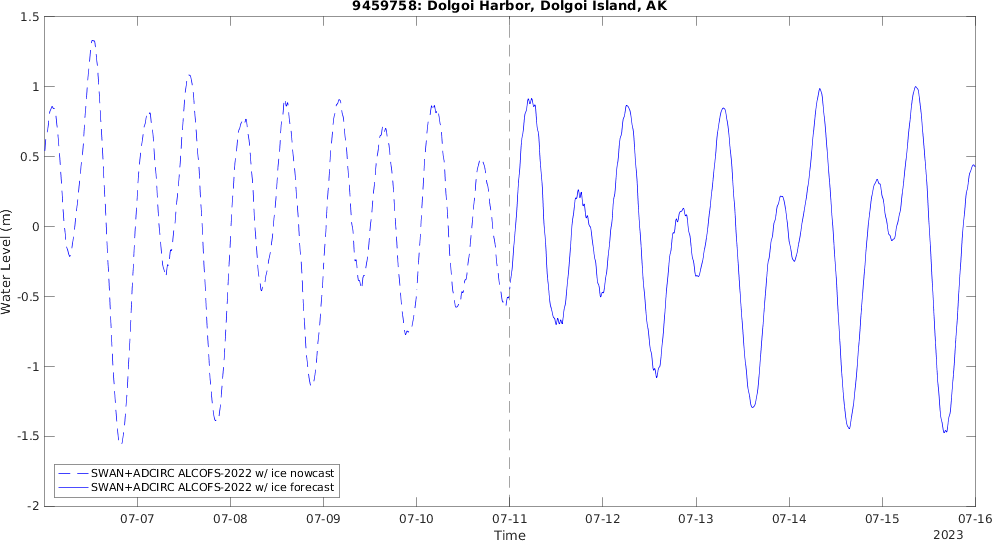 9459758: Dolgoi Harbor, Dolgoi Island, AK
1.5
1
0.5
0
-0.5
-1
-1.5
-2
Water Level (m)
SWAN+ADCIRC ALCOFS-2022 w/ ice nowcast
SWAN+ADCIRC ALCOFS-2022 w/ ice forecast
07-07 07-08 07-09 07-10 07-11 07-12 07-13 07-14 07-15 07-16
Time
2023